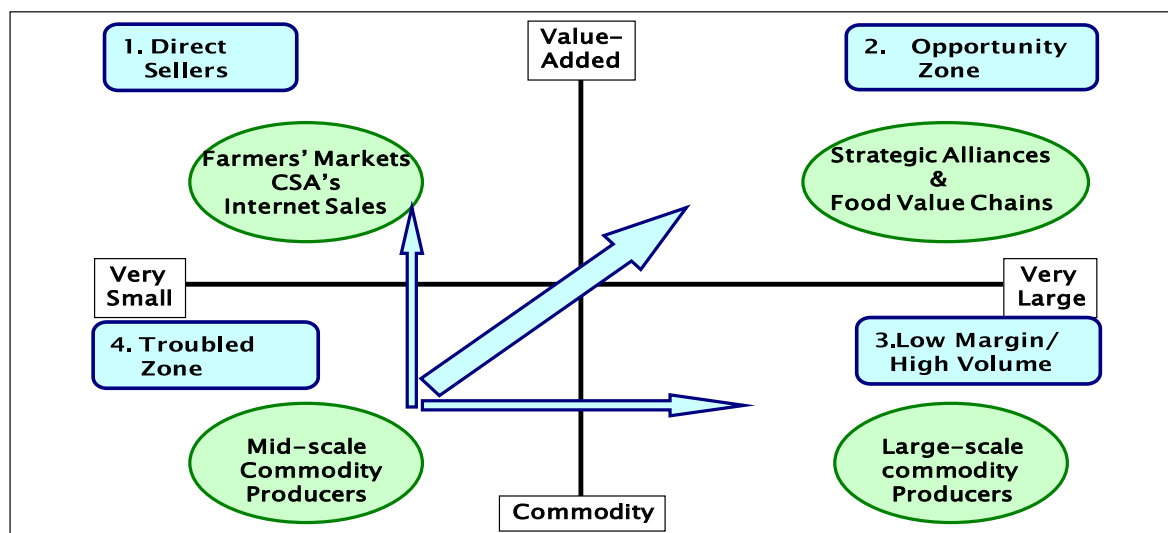 1. Direct
Sellers
Value–
Added
2. Opportunity
Zone
Farmers' Markets
CSA's
Internet Sales
Strategic Alliances
&
Food Value Chains
Very
Small
Very
Large
4. Troubled
Zone
3.Low Margin/
High Volume
Mid–scale
Commodity
Producers
Large–scale
commodity
Producers
Commodity